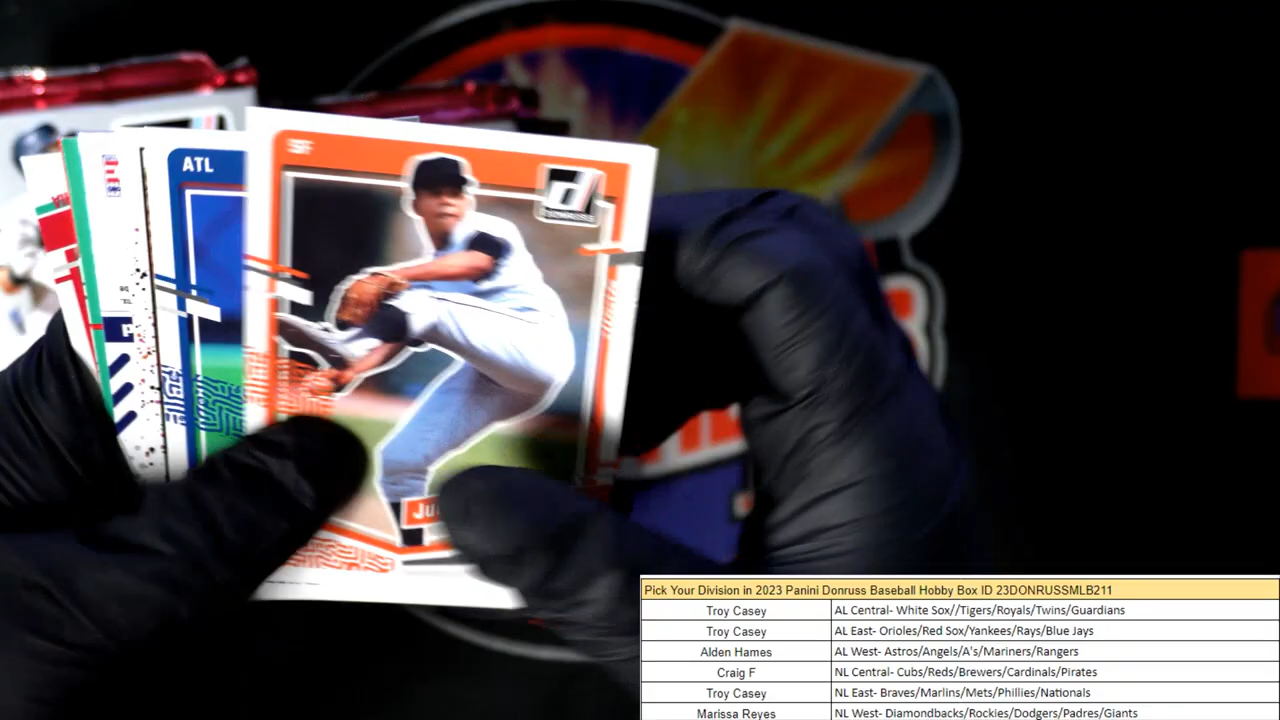 ATL
SF
DONRUSS
Ju
Pick Your Division in 2023 Panini Donruss Baseball Hobby Box ID 23DONRUSSMLB211
Troy Casey AL Central- White Sox//Tigers/Royals/Twins/Guardians
Troy Casey AL East- Orioles/Red Sox/Yankees/Rays/Blue Jays
Alden Hames AL West- Astros/Angels/A's/Mariners/Rangers
Craig F NL Central- Cubs/Reds/Brewers/Cardinals/Pirates
Troy Casey NL East- Braves/Marlins/Mets/Phillies/Nationals
Marissa Reyes NL West- Diamondbacks/Rockies/Dodgers/Padres/Giants